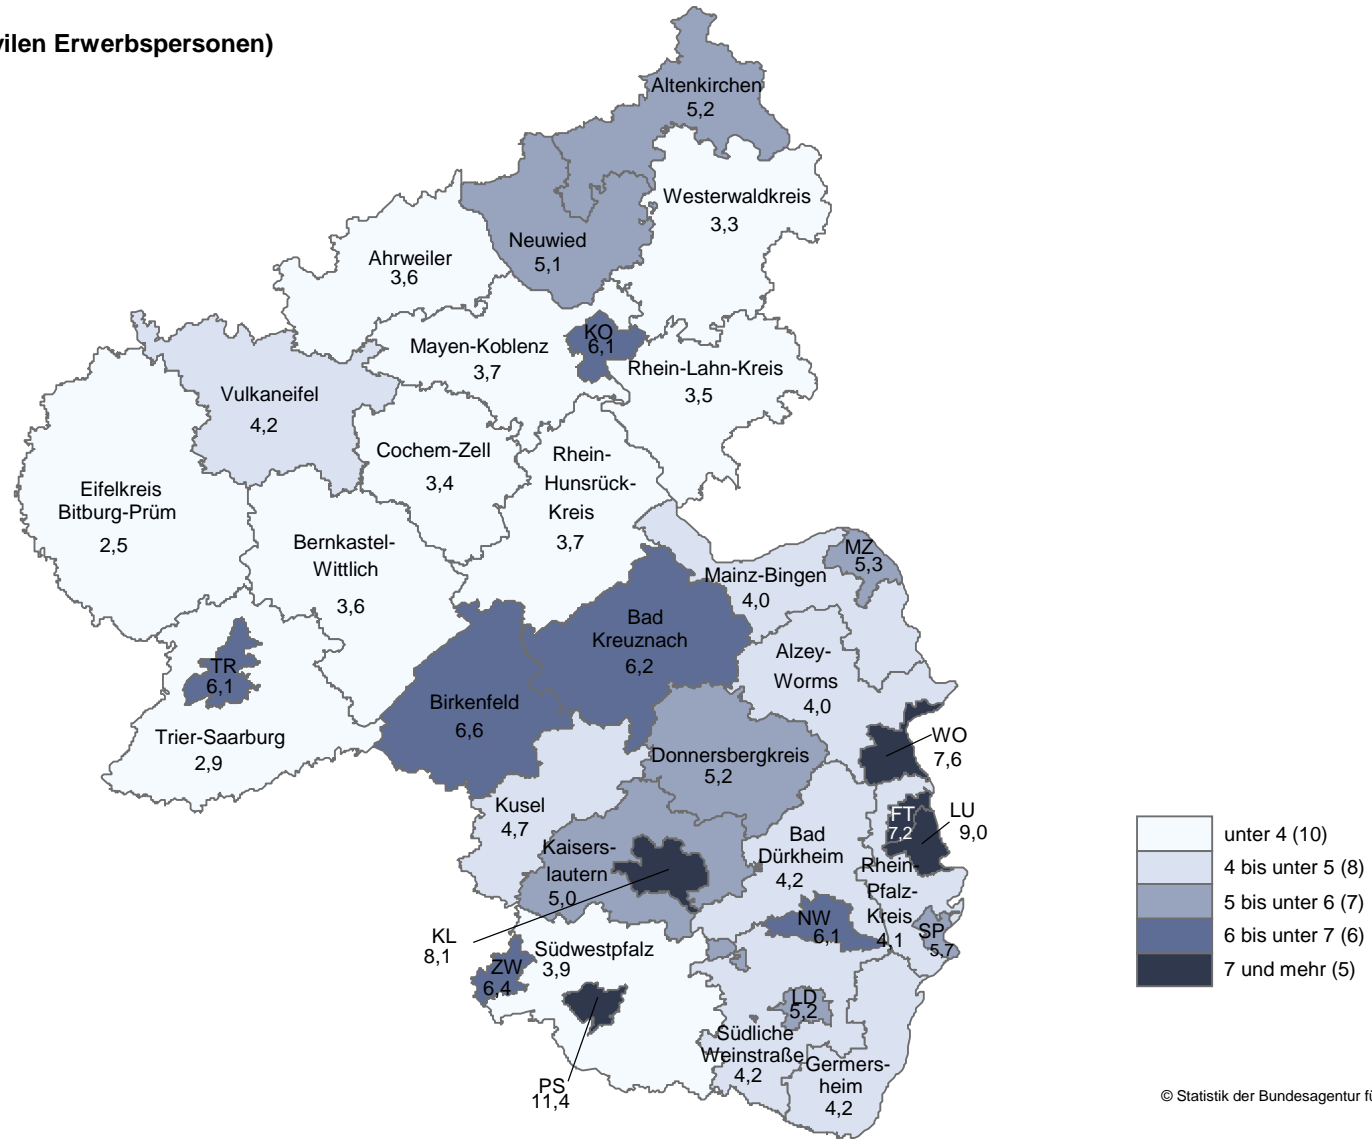 vilen Erwerbspersonen)
Altenkirchen
5,2
Westerwaldkreis
3,3
Neuwied
5,1
Ahrweiler
3,6
KO
6,1
Mayen-Koblenz
3,7
Rhein-Lahn-Kreis
3,5
Vulkaneifel
4,2
Cochem-Zell
3,4
Rhein-
Hunsrück-
Kreis
3,7
Eifelkreis
Bitburg-Prüm
2,5
Bernkastel-
Wittlich
3,6
MZ
5,3
Mainz-Bingen
4,0
Bad
Kreuznach
6,2
Alzey-
Worms
4,0
TR
6,1
Trier-Saarburg
2,9
Birkenfeld
6,6
WO
7,6
Donnersbergkreis
5,2
Kusel
4,7
FT
7,2
LU
9,0
Kaisers-
lautern
5,0
Bad
Dürkheim
4,2
Rhein-
Pfalz-
Kreis
4,1
NW
6,1
SP
5,7
KL
8,1
Südwestpfalz
3,9
ZW
6,4
LD
5,2
Südliche
Weinstraße
4,2
Germers-
heim
4,2
PS
11,4
unter 4 (10)
4 bis unter 5 (8)
5 bis unter 6 (7)
6 bis unter 7 (6)
7 und mehr (5)
© Statistik der Bundesagentur fü